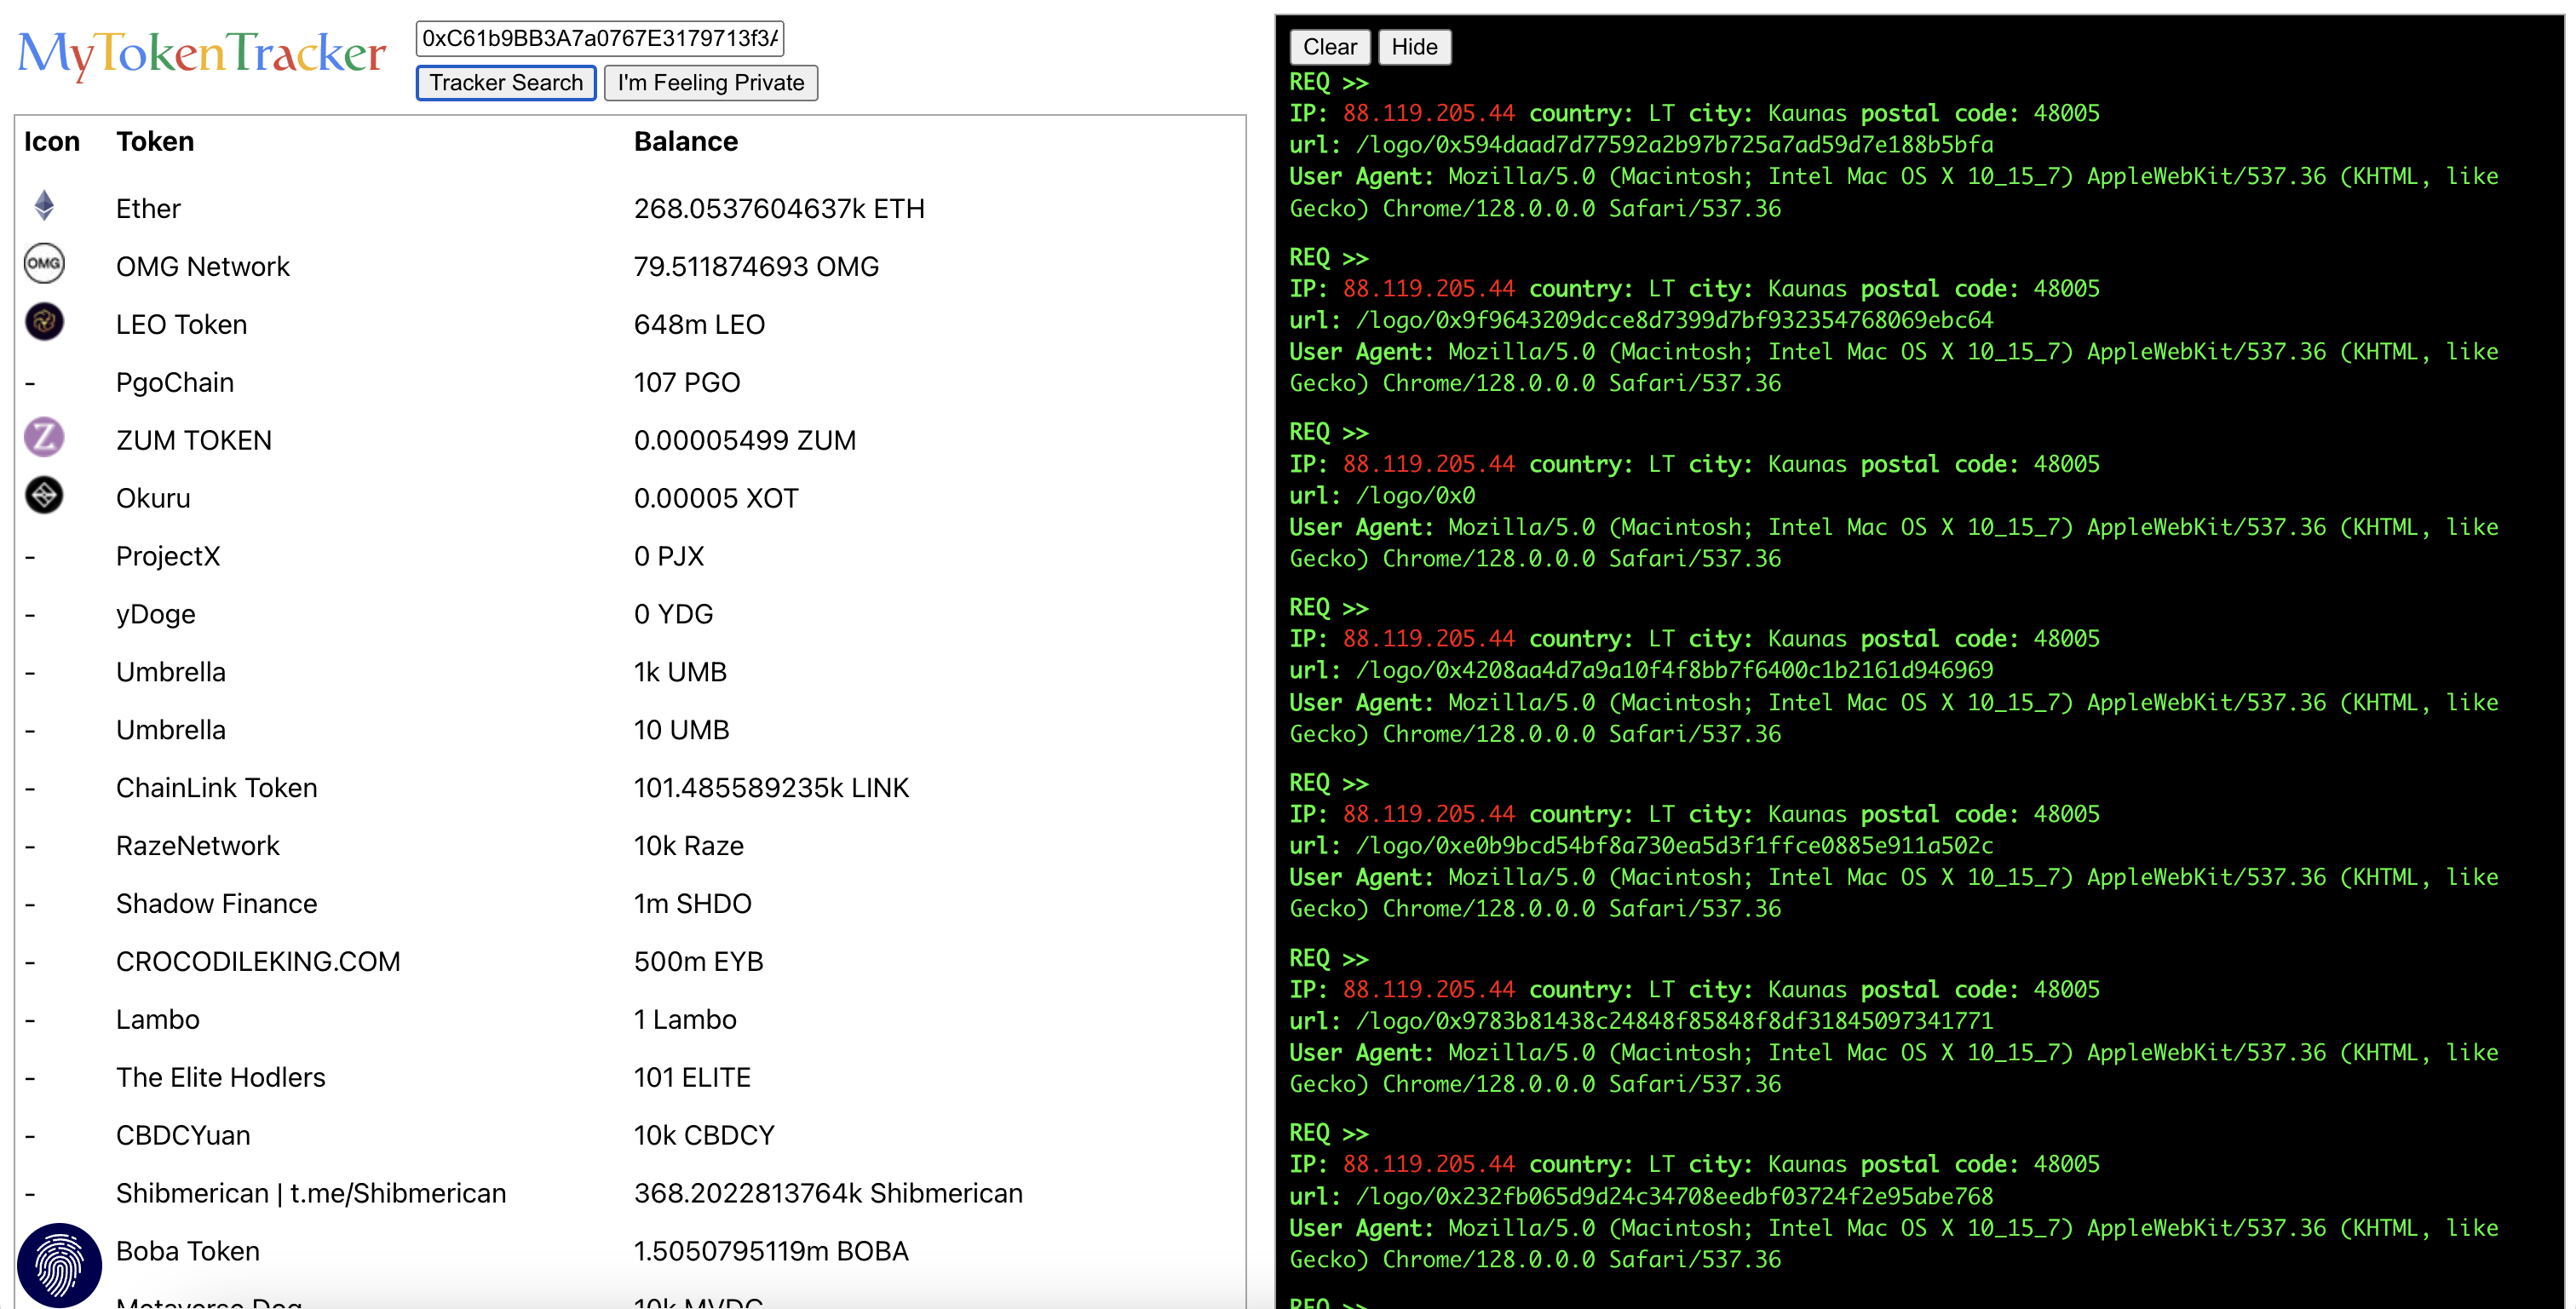 MyTokenTracker
0xC61b9BB3A7a0767E3179713f3A
Tracker Search I'm Feeling Private
Icon Token Balance
Ether 268.0537604637k ETH
OMG OMG Network 79.511874693 OMG
LEO Token 648m LEO
- PgoChain 107 PGO
Z ZUM TOKEN 0.00005499 ZUM
Okuru 0.00005 XOT
- ProjectX 0 PJX
- yDoge 0 YDG
- Umbrella 1k UMB
- Umbrella 10 UMB
- ChainLink Token 101.485589235k LINK
- RazeNetwork 10k Raze
- Shadow Finance 1m SHDO
- CROCODILEKING.COM 500m EYB
- Lambo 1 Lambo
- The Elite Hodlers 101 ELITE
- CBDCYuan 10k CBDCY
- Shibmerican | t.me/Shibmerican 368.2022813764k Shibmerican
Boba Token 1.5050795119m BOBA
Metaverse Dog 10k MVDG
Clear Hide
REQ >>
IP: 88.119.205.44 country: LT city: Kaunas postal code: 48005
url: /logo/0x594daad7d77592a2b97b725a7ad59d7e188b5bfa
User Agent: Mozilla/5.0 (Macintosh; Intel Mac OS X 10_15_7) AppleWebKit/537.36 (KHTML, like
Gecko) Chrome/128.0.0.0 Safari/537.36
REQ >>
IP: 88.119.205.44 country: LT city: Kaunas postal code: 48005
url: /logo/0x9f9643209dcce8d7399d7bf932354768069ebc64
User Agent: Mozilla/5.0 (Macintosh; Intel Mac OS X 10_15_7) AppleWebKit/537.36 (KHTML, like
Gecko) Chrome/128.0.0.0 Safari/537.36
REQ >>
IP: 88.119.205.44 country: LT city: Kaunas postal code: 48005
url: /logo/0x0
User Agent: Mozilla/5.0 (Macintosh; Intel Mac OS X 10_15_7) AppleWebKit/537.36 (KHTML, like
Gecko) Chrome/128.0.0.0 Safari/537.36
REQ >>
IP: 88.119.205.44 country: LT city: Kaunas postal code: 48005
url: /logo/0x4208aa4d7a9a10f4f8bb7f6400c1b2161d946969
User Agent: Mozilla/5.0 (Macintosh; Intel Mac OS X 10_15_7) AppleWebKit/537.36 (KHTML, like
Gecko) Chrome/128.0.0.0 Safari/537.36
REQ >>
IP: 88.119.205.44 country: LT city: Kaunas postal code: 48005
url: /logo/0xe0b9bcd54bf8a730ea5d3f1ffce0885e911a502c
User Agent: Mozilla/5.0 (Macintosh; Intel Mac OS X 10_15_7) AppleWebKit/537.36 (KHTML, like
Gecko) Chrome/128.0.0.0 Safari/537.36
REQ >>
IP: 88.119.205.44 country: LT city: Kaunas postal code: 48005
url: /logo/0x9783b81438c24848f85848f8df31845097341771
User Agent: Mozilla/5.0 (Macintosh; Intel Mac OS X 10_15_7) AppleWebKit/537.36 (KHTML, like
Gecko) Chrome/128.0.0.0 Safari/537.36
REQ >>
IP: 88.119.205.44 country: LT city: Kaunas postal code: 48005
url: /logo/0x232fb065d9d24c34708eedbf03724f2e95abe768
User Agent: Mozilla/5.0 (Macintosh; Intel Mac OS X 10_15_7) AppleWebKit/537.36 (KHTML, like
Gecko) Chrome/128.0.0.0 Safari/537.36
REQ >>